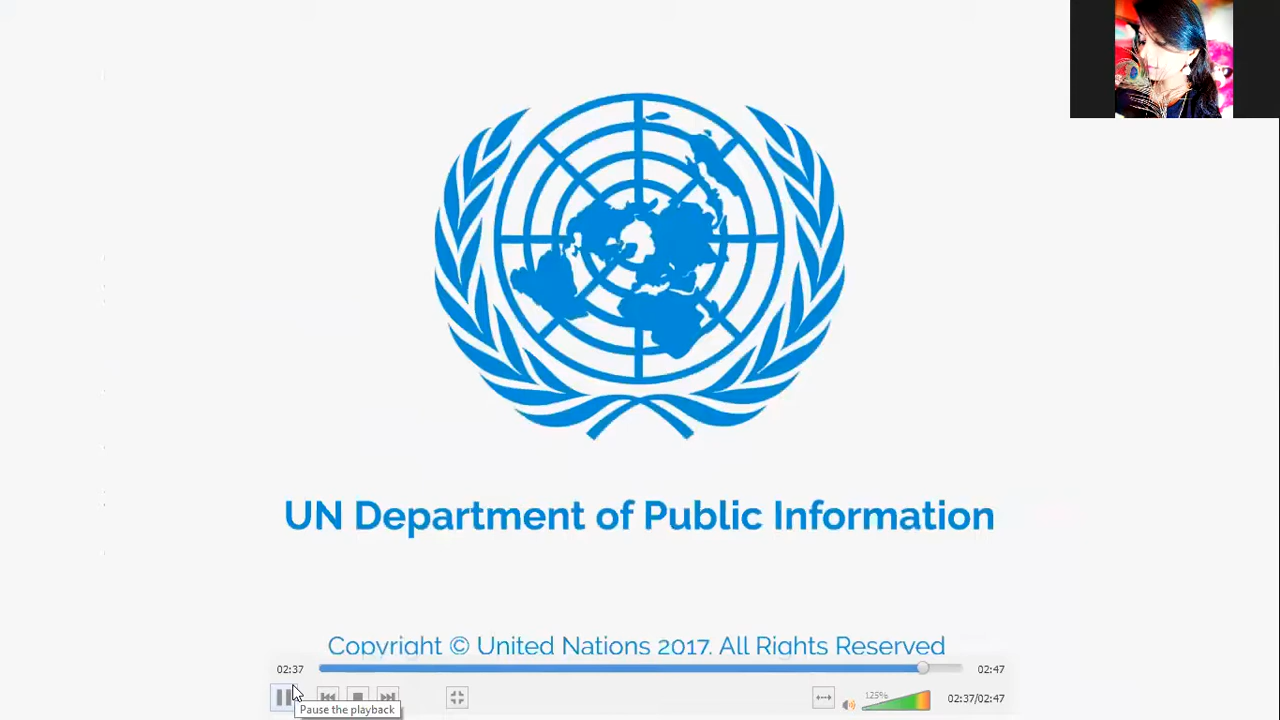 UN Department of Public Information
Copyright © United Nations 2017. All Rights Reserved
02:37
02:47
125%
02:37/02:47
Pause the playback